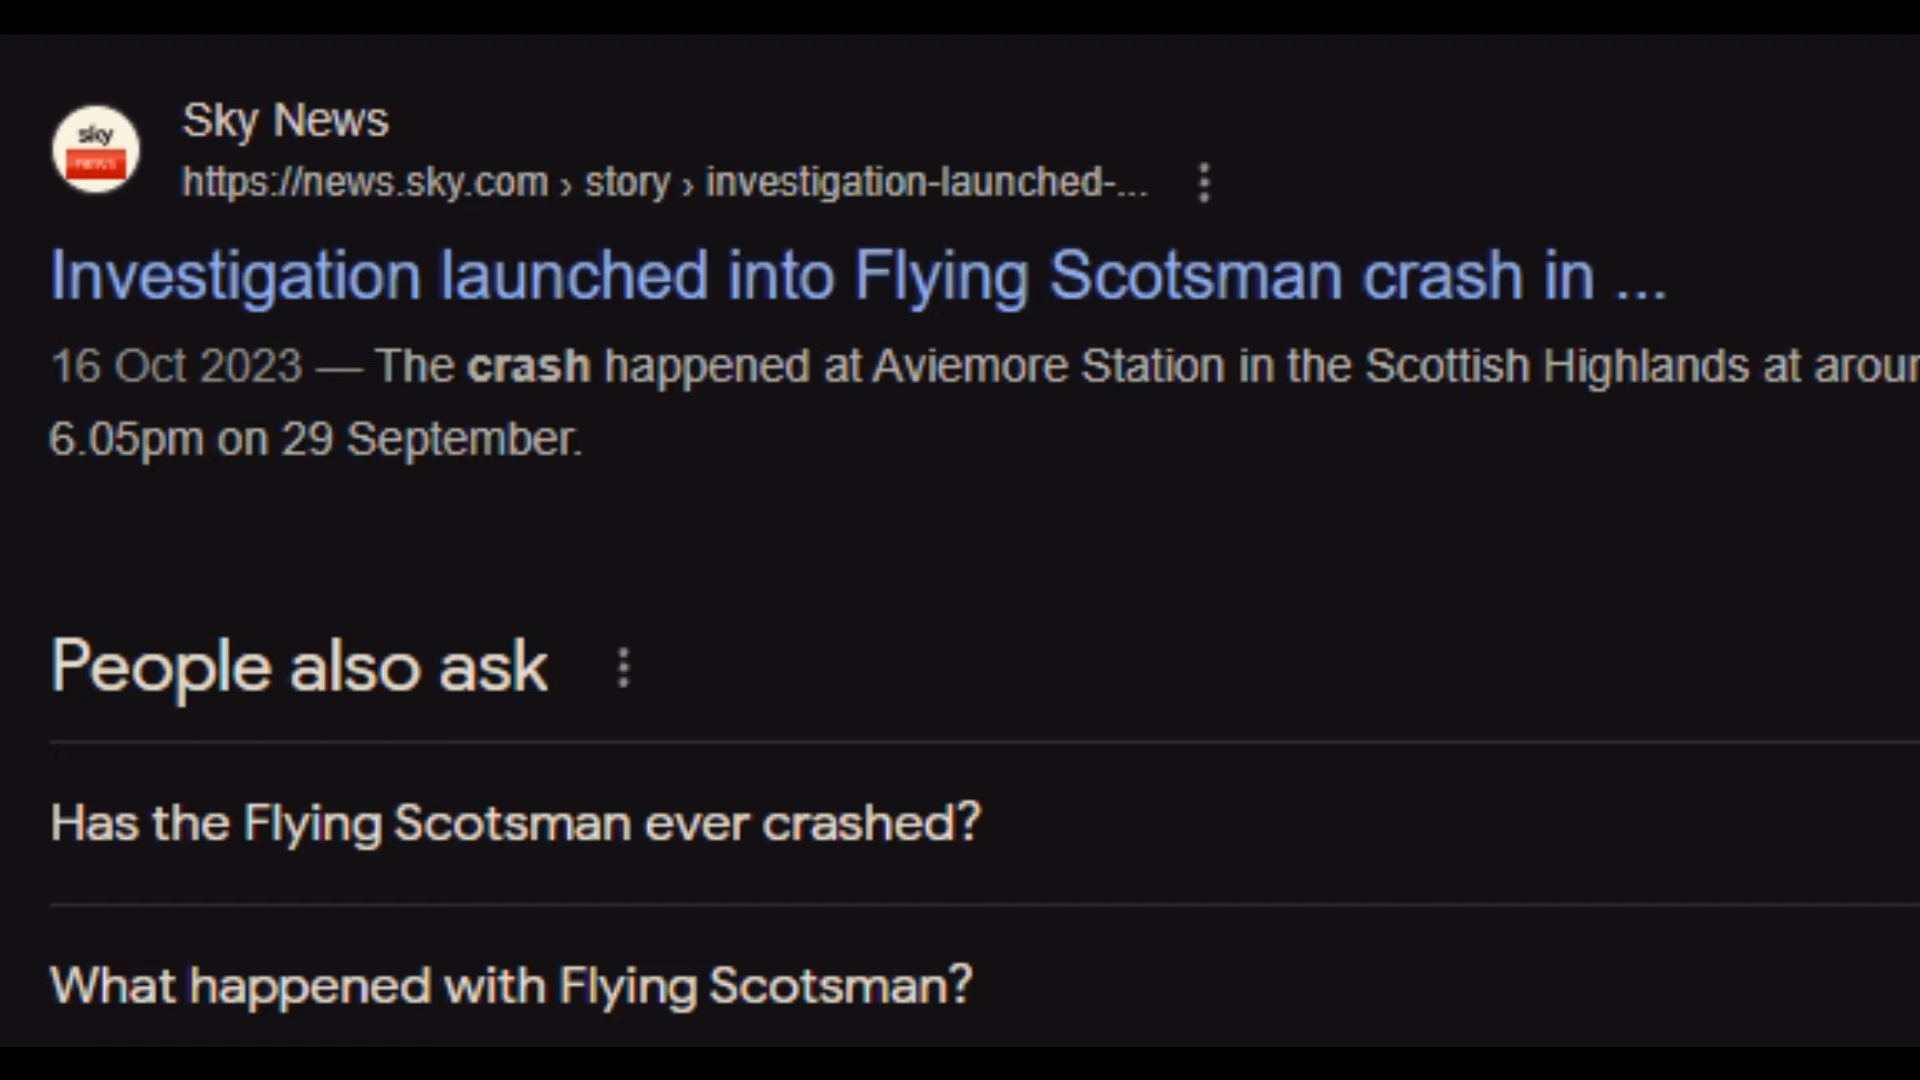 sky
news
Sky News
https://news.sky.com › story › investigation-launched-...
Investigation launched into Flying Scotsman crash in ...
16 Oct 2023 — The crash happened at Aviemore Station in the Scottish Highlands at
6.05pm on 29 September.
People also ask
Has the Flying Scotsman ever crashed?
What happened with Flying Scotsman?